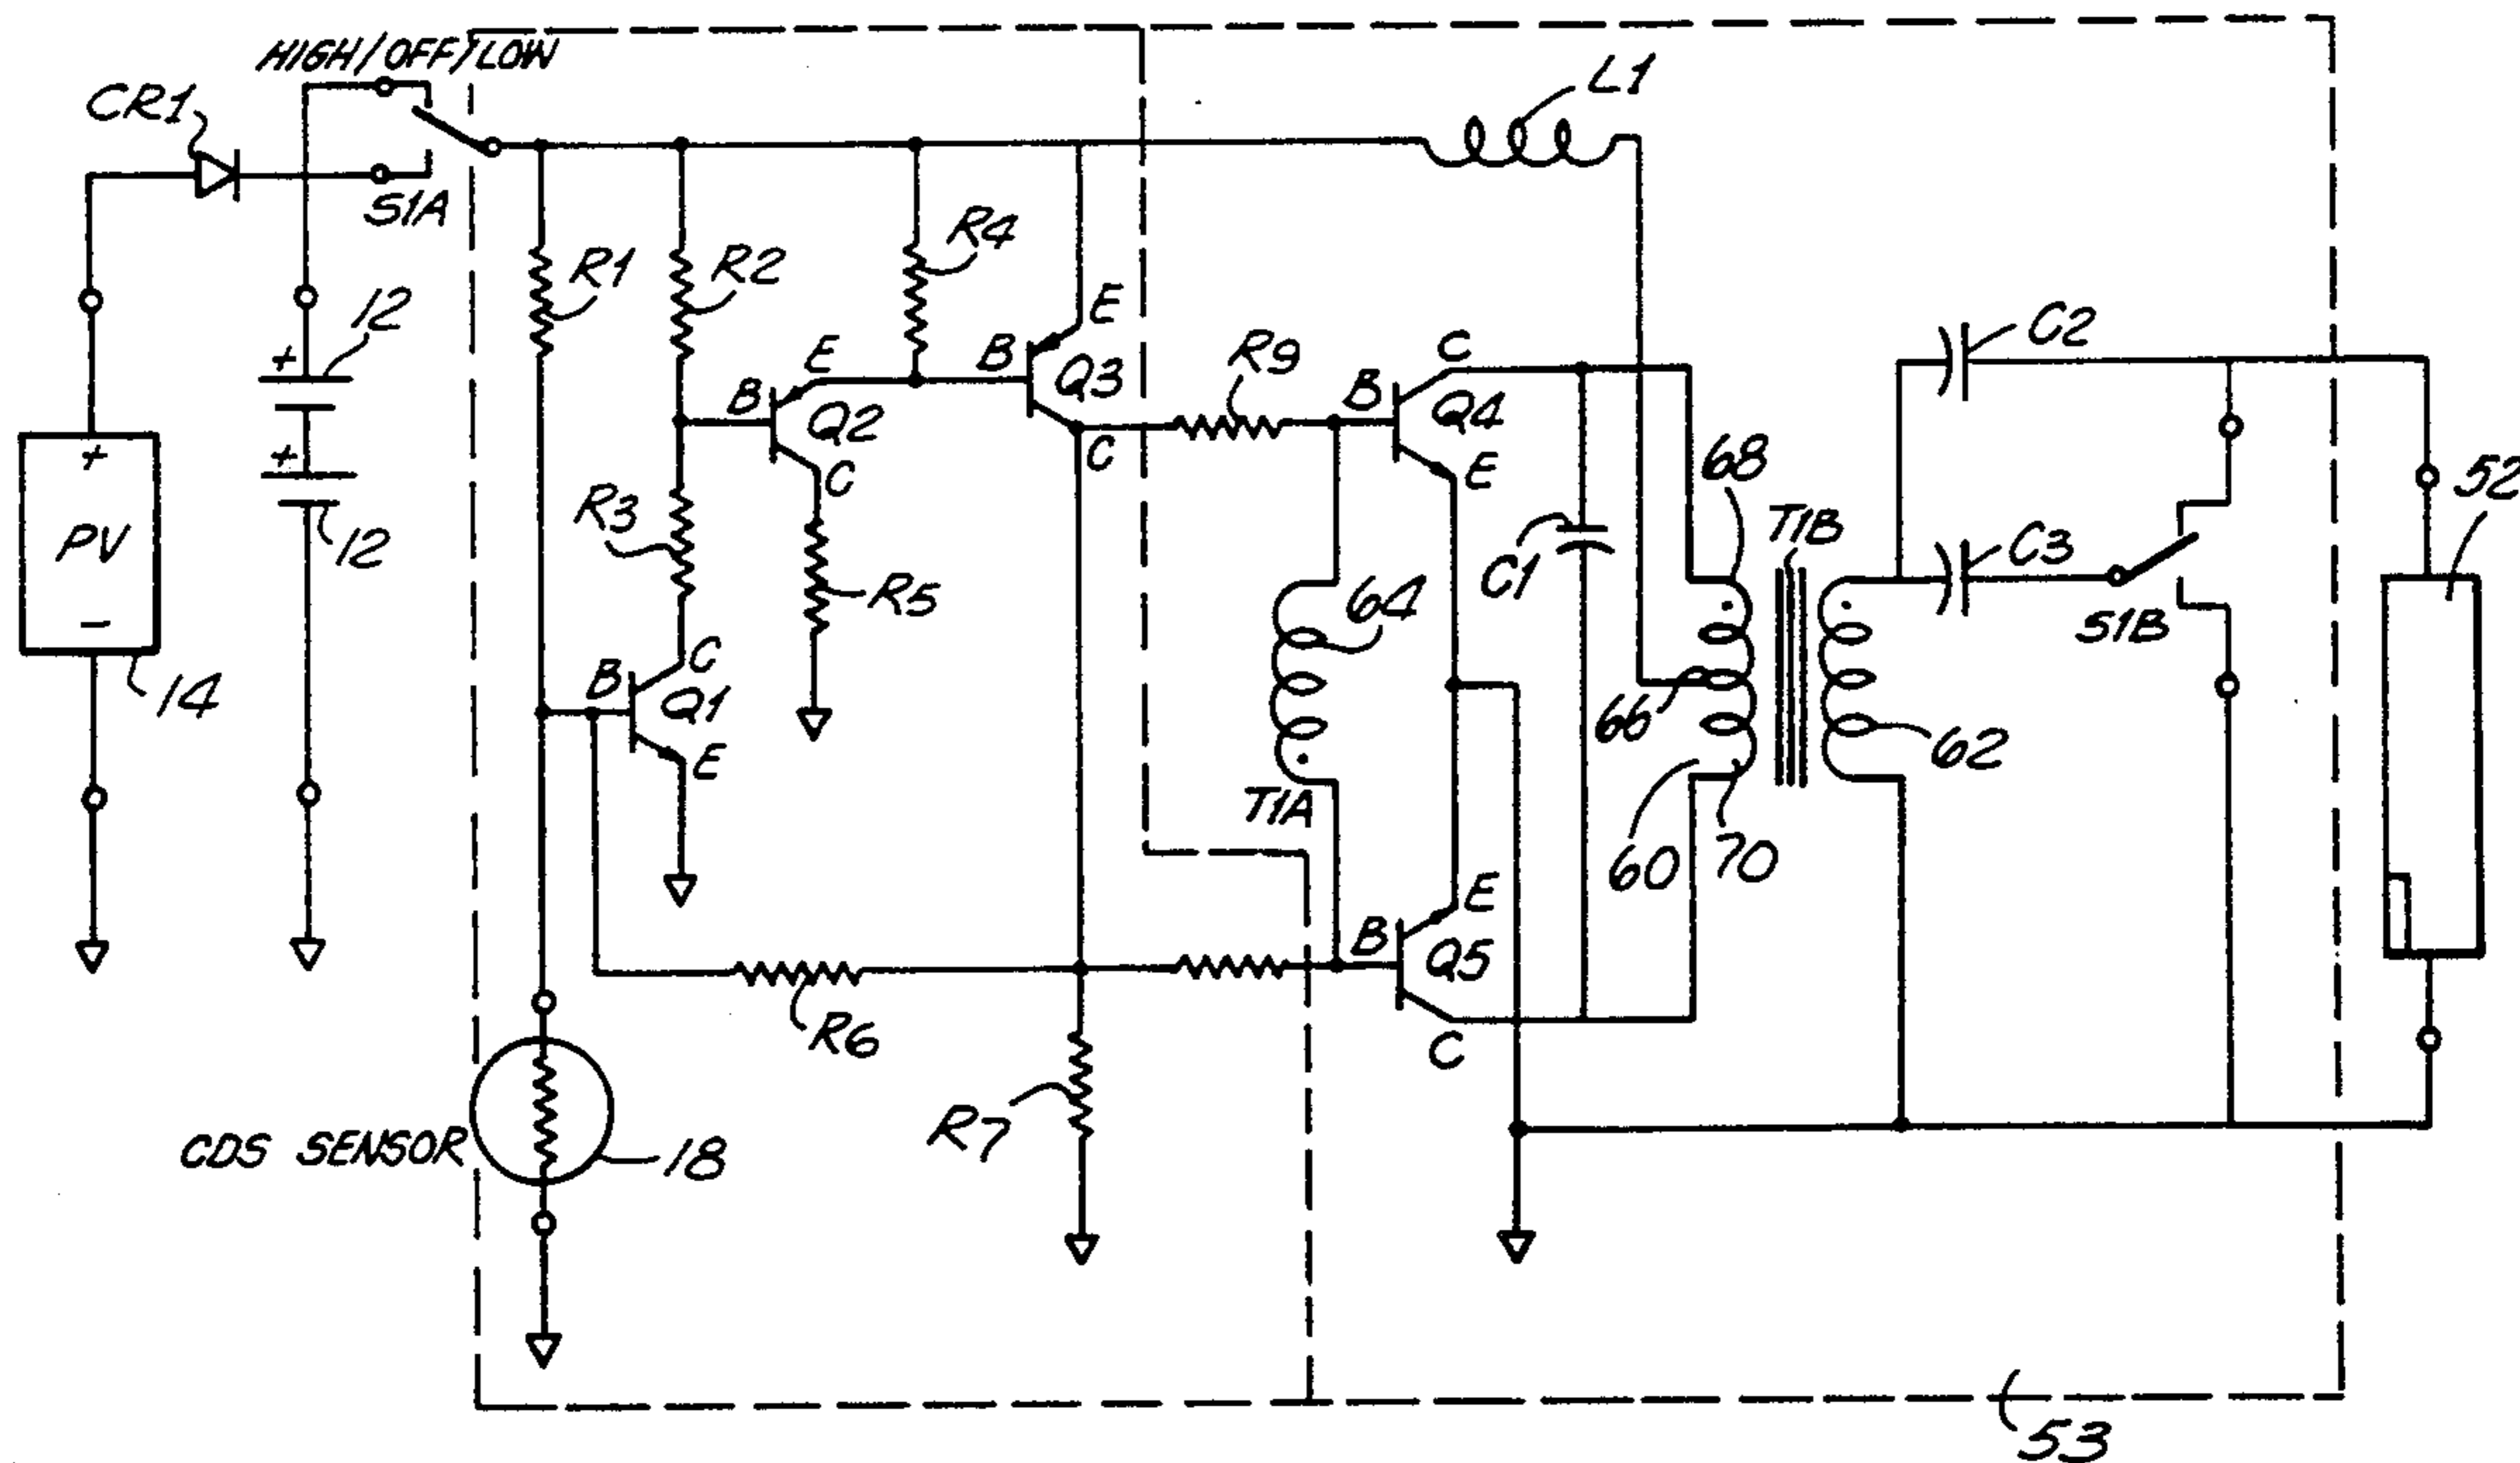 HIGH/OFF/LOW
L1
CR1
S1A
R1
R2
R4
E
12
+
B
Q3
C
R9
B
C
Q4
E
C2
+
PV
−
14
+
12
B
E
Q2
C
R3
R5
68
T1B
C3
52
C1
64
S1B
B
C
Q1
E
66
62
T1A
60
70
B
E
Q5
C
R6
R7
CDS SENSOR
18
53